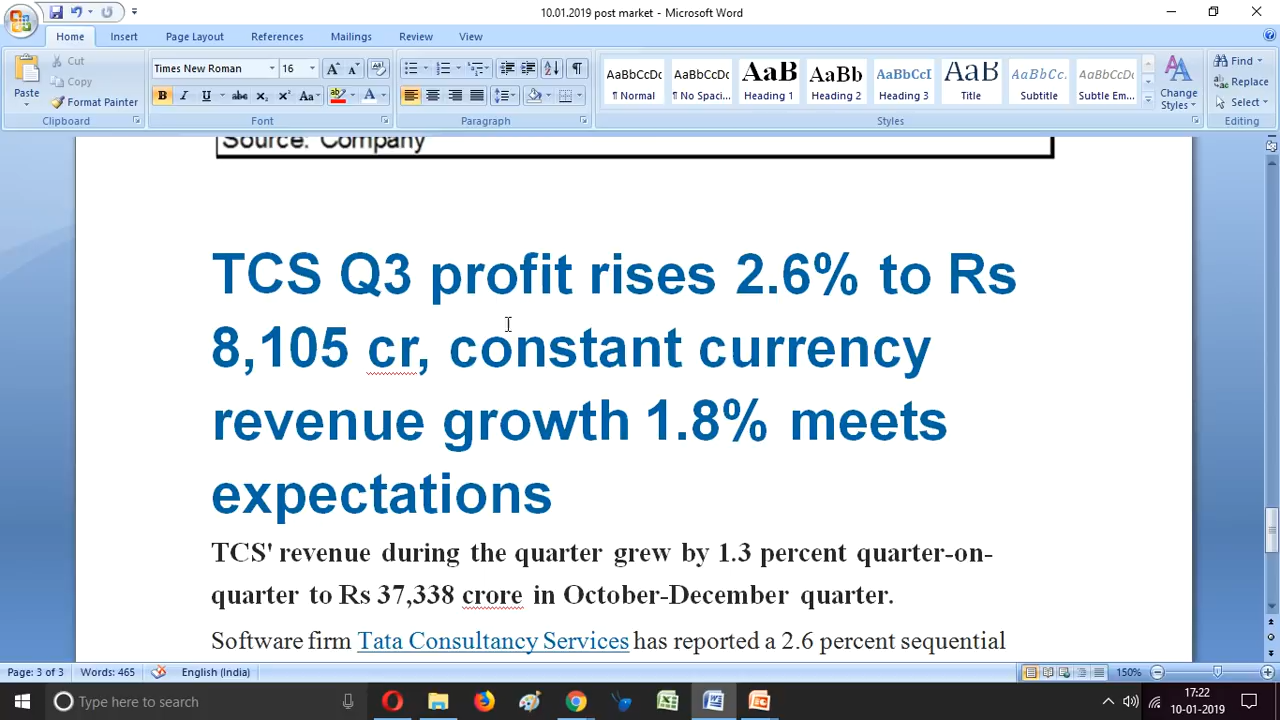 10.01.2019 post market - Microsoft Word
Home Insert Page Layout References Mailings Review View
Paste Cut Copy Format Painter
Times New Roman 16
B I U abc x₂ x² Aa ab A
AaBbCcDc AaBbCcDc AaB AaBb AaBbCcI AaB AaBbCc. AaBbCcDc
¶ Normal ¶ No Spaci... Heading 1 Heading 2 Heading 3 Title Subtitle Subtle Em...
Change Styles
Find Replace Select
Clipboard Font Paragraph Styles Editing
Source: Company
TCS Q3 profit rises 2.6% to Rs
8,105 cr, constant currency
revenue growth 1.8% meets
expectations
TCS' revenue during the quarter grew by 1.3 percent quarter-on-
quarter to Rs 37,338 crore in October-December quarter.
Software firm Tata Consultancy Services has reported a 2.6 percent sequential
Page: 3 of 3 Words: 465 English (India) 150%
Type here to search
17:22
10-01-2019